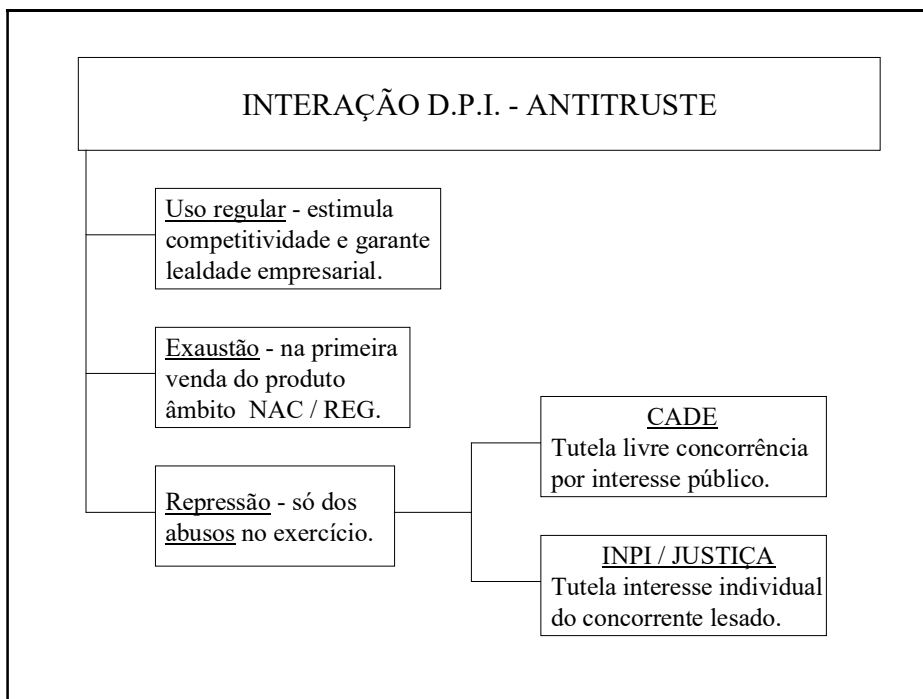 INTERAÇÃO D.P.I. - ANTITRUSTE
Uso regular - estimula
competitividade e garante
lealdade empresarial.
Exaustão - na primeira
venda do produto
âmbito NAC / REG.
Repressão - só dos
abusos no exercício.
CADE
Tutela livre concorrência
por interesse público.
INPI / JUSTIÇA
Tutela interesse individual
do concorrente lesado.